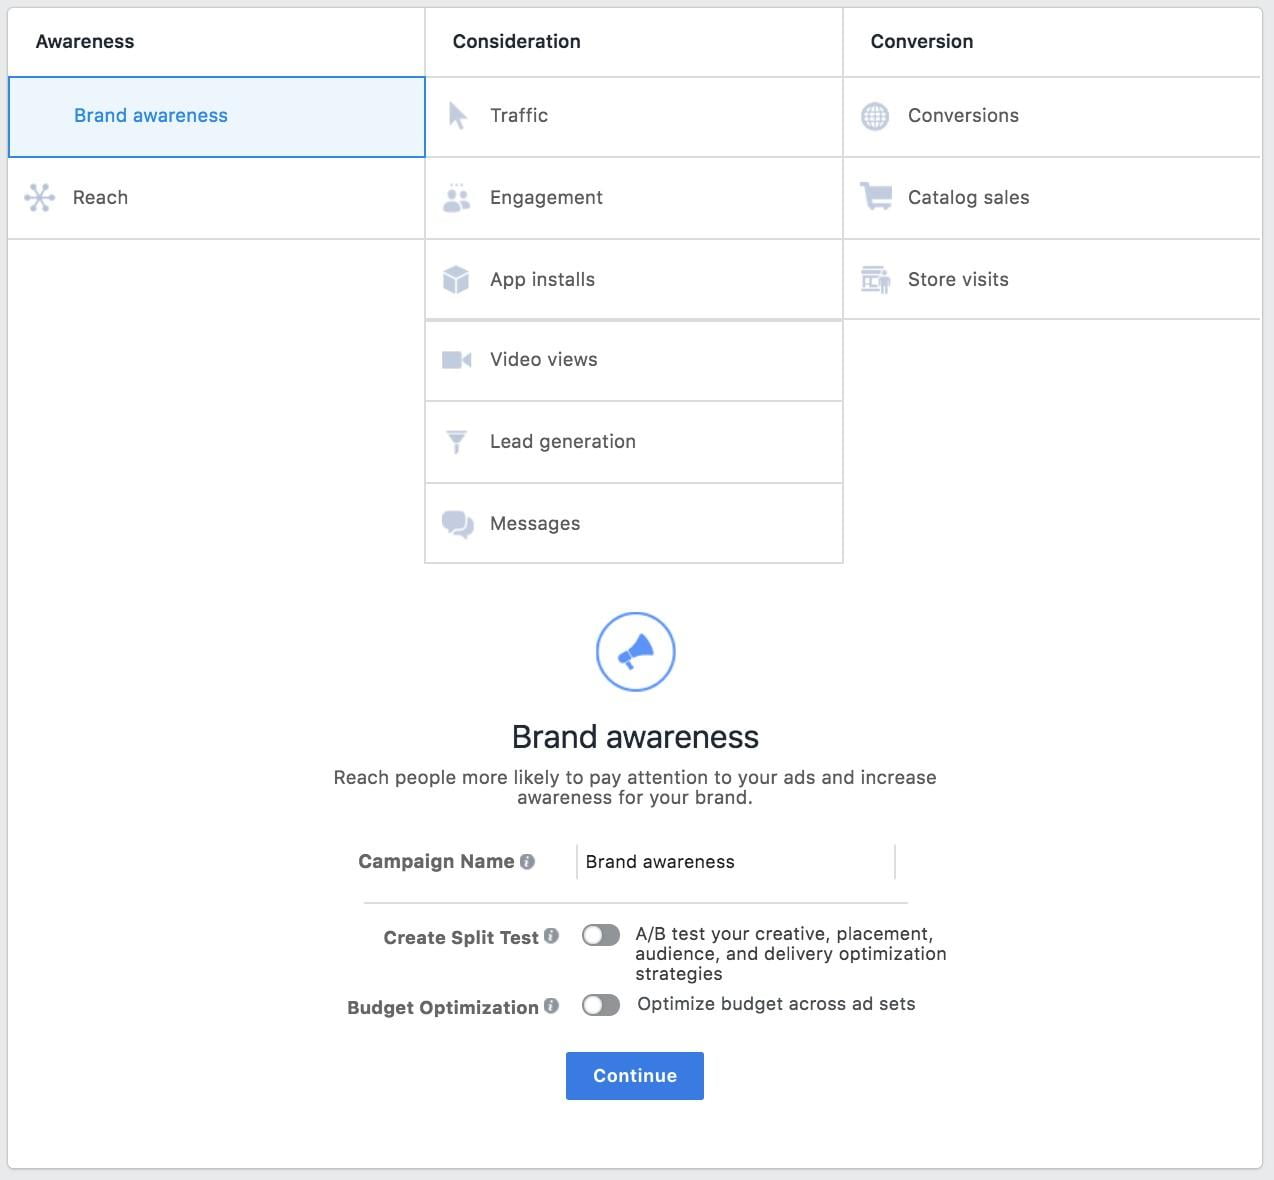 Awareness
Consideration
Conversion
Brand awareness
Traffic
Conversions
Reach
Engagement
Catalog sales
App installs
Store visits
Video views
Lead generation
Messages
Brand awareness
Reach people more likely to pay attention to your ads and increase
awareness for your brand.
Campaign Name
Brand awareness
Create Split Test
A/B test your creative, placement,
audience, and delivery optimization
strategies
Budget Optimization
Optimize budget across ad sets
Continue